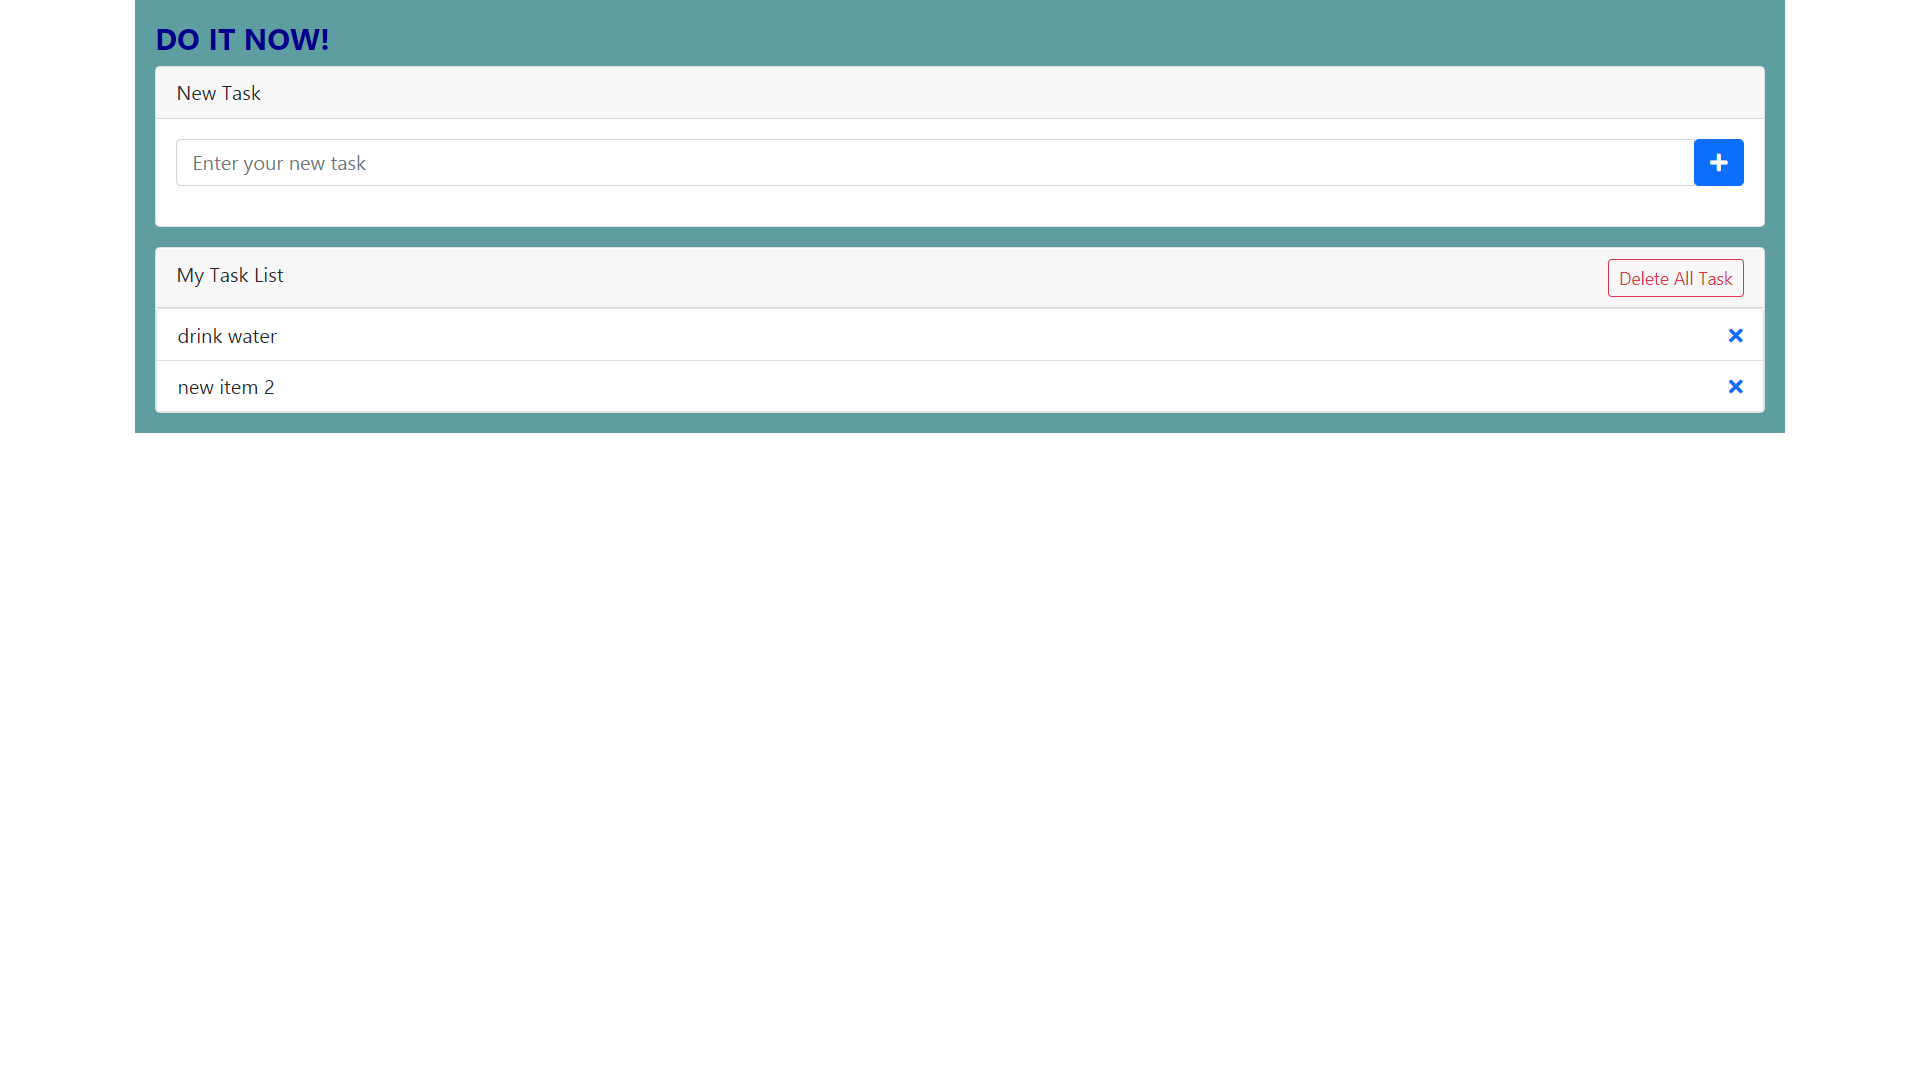 DO IT NOW!
New Task
Enter your new task
My Task List
Delete All Task
drink water
new item 2